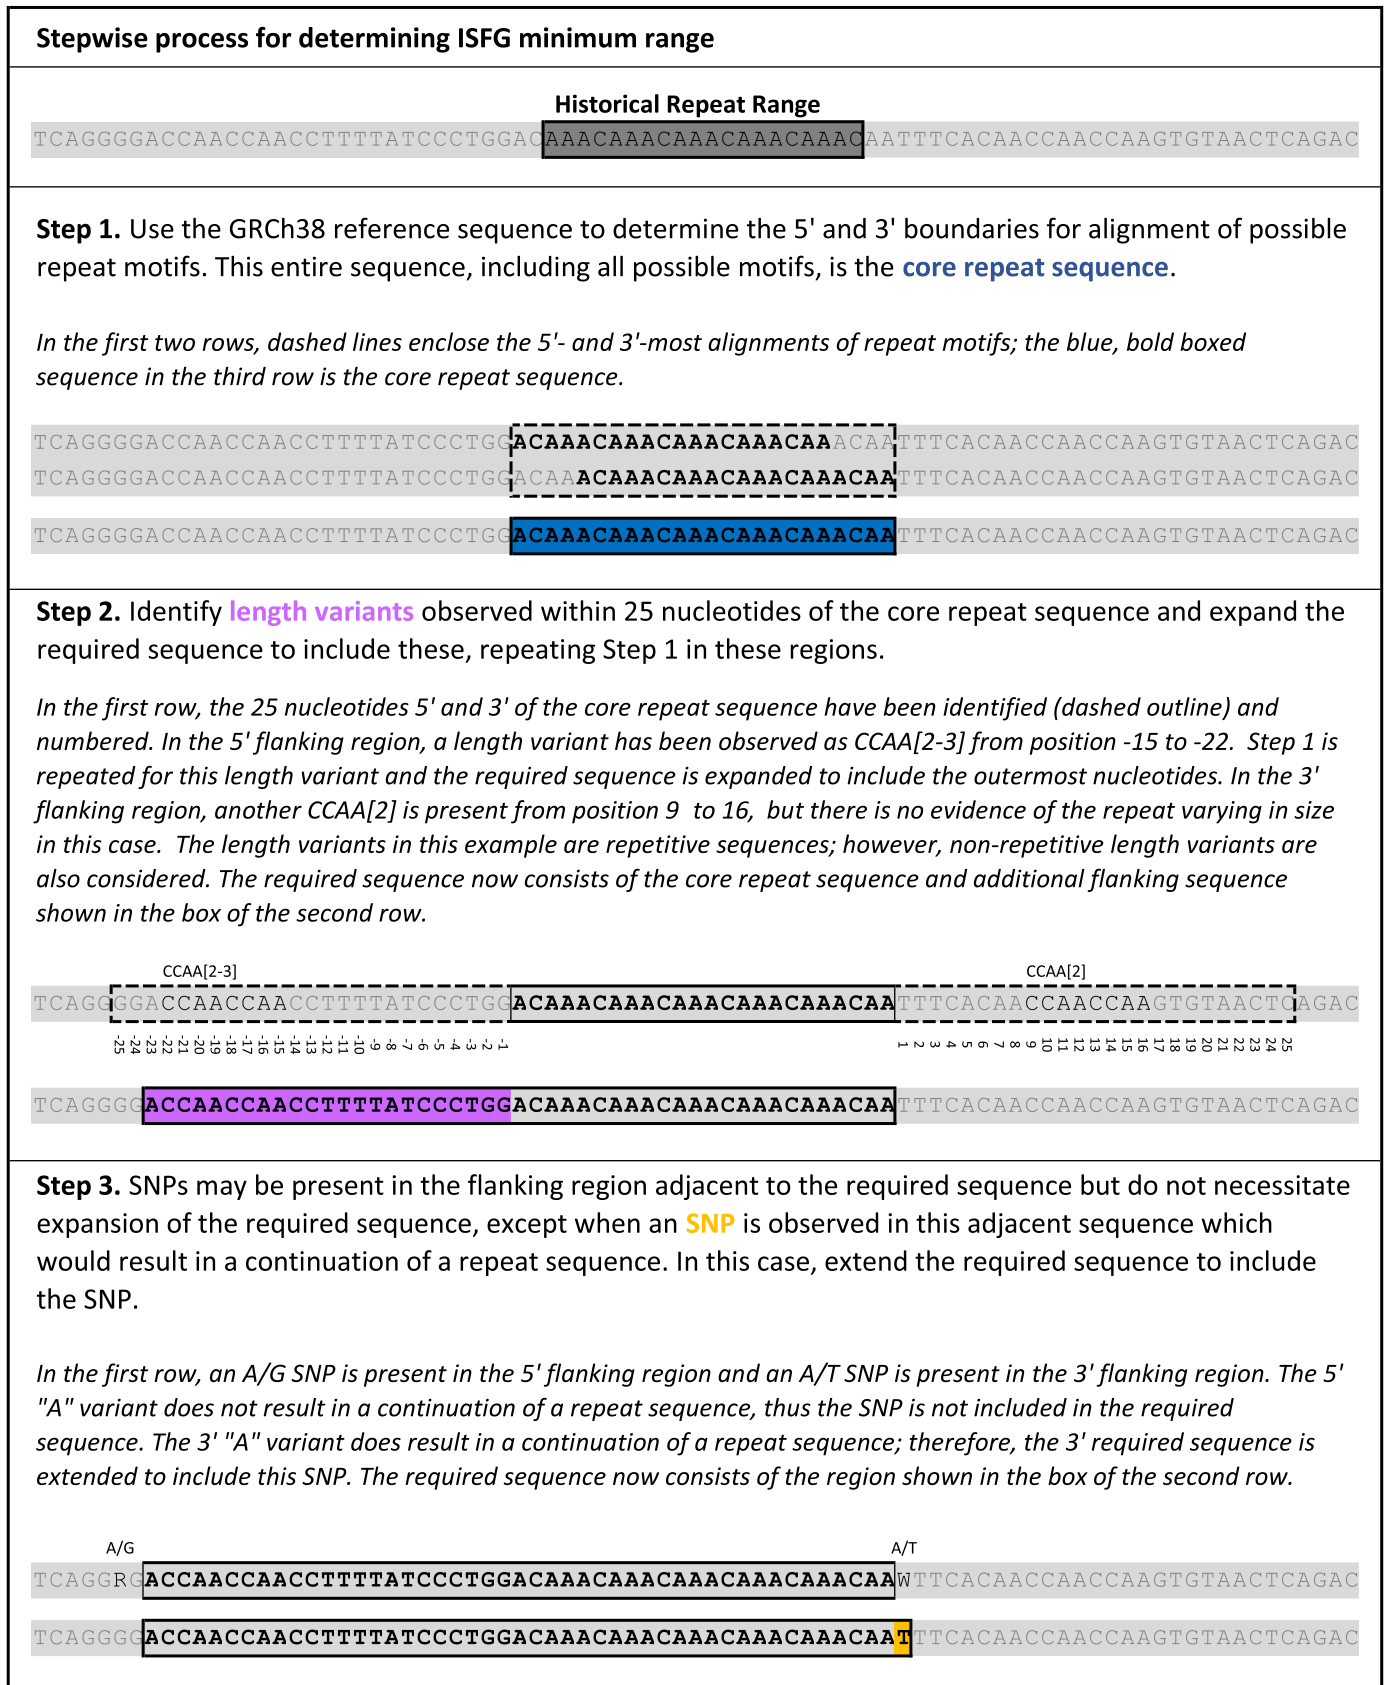 Stepwise process for determining ISFG minimum range
Historical Repeat Range
TCAGGGGACCAACCAACCTTTTATCCCTGGACAAACAAACAAACAAACAAACAATTTCACAACCAACCAAGTGTAACTCAGAC
Step 1. Use the GRCh38 reference sequence to determine the 5' and 3' boundaries for alignment of possible
repeat motifs. This entire sequence, including all possible motifs, is the core repeat sequence.
In the first two rows, dashed lines enclose the 5'- and 3'-most alignments of repeat motifs; the blue, bold boxed
sequence in the third row is the core repeat sequence.
TCAGGGGACCAACCAACCTTTTATCCCTGGACAAACAAACAAACAAACAAACAATTTCACAACCAACCAAGTGTAACTCAGAC
TCAGGGGACCAACCAACCTTTTATCCCTGGACAAACAAACAAACAAACAAACAATTTCACAACCAACCAAGTGTAACTCAGAC
TCAGGGGACCAACCAACCTTTTATCCCTGGACAAACAAACAAACAAACAAACAATTTCACAACCAACCAAGTGTAACTCAGAC
Step 2. Identify length variants observed within 25 nucleotides of the core repeat sequence and expand the
required sequence to include these, repeating Step 1 in these regions.
In the first row, the 25 nucleotides 5' and 3' of the core repeat sequence have been identified (dashed outline) and
numbered. In the 5' flanking region, a length variant has been observed as CCAA[2-3] from position -15 to -22. Step 1 is
repeated for this length variant and the required sequence is expanded to include the outermost nucleotides. In the 3'
flanking region, another CCAA[2] is present from position 9 to 16, but there is no evidence of the repeat varying in size
in this case. The length variants in this example are repetitive sequences; however, non-repetitive length variants are
also considered. The required sequence now consists of the core repeat sequence and additional flanking sequence
shown in the box of the second row.
CCAA[2-3] CCAA[2]
TCAGGGGACCAACCAACCTTTTATCCCTGGACAAACAAACAAACAAACAAACAATTTCACAACCAACCAAGTGTAACTCAGAC
-25 -24 -23 -22 -21 -20 -19 -18 -17 -16 -15 -14 -13 -12 -11 -10 -9 -8 -7 -6 -5 -4 -3 -2 -1 1 2 3 4 5 6 7 8 9 10 11 12 13 14 15 16 17 18 19 20 21 22 23 24 25
TCAGGGGACCAACCAACCTTTTATCCCTGGACAAACAAACAAACAAACAAACAATTTCACAACCAACCAAGTGTAACTCAGAC
Step 3. SNPs may be present in the flanking region adjacent to the required sequence but do not necessitate
expansion of the required sequence, except when an SNP is observed in this adjacent sequence which
would result in a continuation of a repeat sequence. In this case, extend the required sequence to include
the SNP.
In the first row, an A/G SNP is present in the 5' flanking region and an A/T SNP is present in the 3' flanking region. The 5'
"A" variant does not result in a continuation of a repeat sequence, thus the SNP is not included in the required
sequence. The 3' "A" variant does result in a continuation of a repeat sequence; therefore, the 3' required sequence is
extended to include this SNP. The required sequence now consists of the region shown in the box of the second row.
A/G A/T
TCAGGRGACCAACCAACCTTTTATCCCTGGACAAACAAACAAACAAACAAACAAWTTCACAACCAACCAAGTGTAACTCAGAC
TCAGGGGACCAACCAACCTTTTATCCCTGGACAAACAAACAAACAAACAAACAATTTCACAACCAACCAAGTGTAACTCAGAC